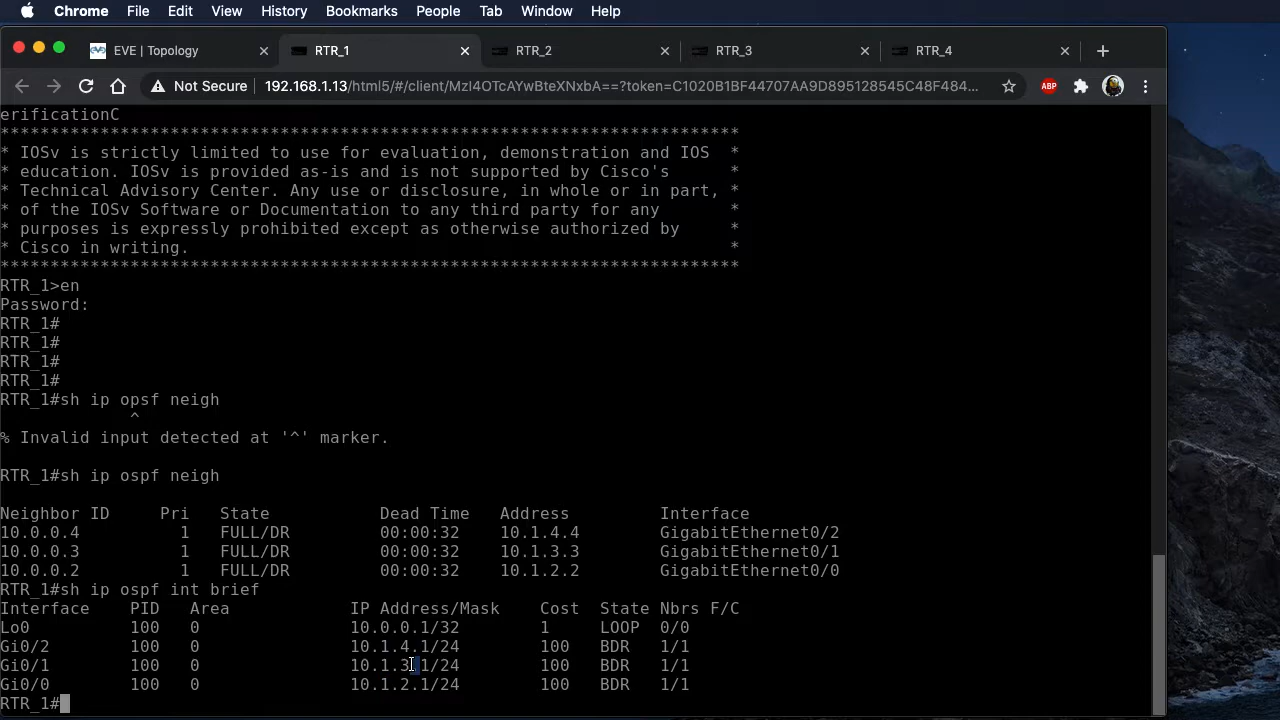 Chrome File Edit View History Bookmarks People Tab Window Help
EVE | Topology RTR_1 RTR_2 RTR_3 RTR_4
Not Secure 192.168.1.13/html5/#/client/MzI4OTcAYwBteXNxbA==?token=C1020B1BF44707AA9D895128545C48F484... ABP
erificationC
**************************************************************************
* IOSv is strictly limited to use for evaluation, demonstration and IOS  *
* education. IOSv is provided as-is and is not supported by Cisco's      *
* Technical Advisory Center. Any use or disclosure, in whole or in part, *
* of the IOSv Software or Documentation to any third party for any       *
* purposes is expressly prohibited except as otherwise authorized by     *
* Cisco in writing.                                                      *
**************************************************************************
RTR_1>en
Password:
RTR_1#
RTR_1#
RTR_1#
RTR_1#
RTR_1#sh ip opsf neigh
^
% Invalid input detected at '^' marker.
RTR_1#sh ip ospf neigh
Neighbor ID     Pri   State           Dead Time   Address         Interface
10.0.0.4          1   FULL/DR         00:00:32    10.1.4.4        GigabitEthernet0/2
10.0.0.3          1   FULL/DR         00:00:32    10.1.3.3        GigabitEthernet0/1
10.0.0.2          1   FULL/DR         00:00:32    10.1.2.2        GigabitEthernet0/0
RTR_1#sh ip ospf int brief
Interface    PID   Area            IP Address/Mask    Cost  State Nbrs F/C
Lo0          100   0               10.0.0.1/32        1     LOOP  0/0
Gi0/2        100   0               10.1.4.1/24        100   BDR   1/1
Gi0/1        100   0               10.1.3.1/24        100   BDR   1/1
Gi0/0        100   0               10.1.2.1/24        100   BDR   1/1
RTR_1#